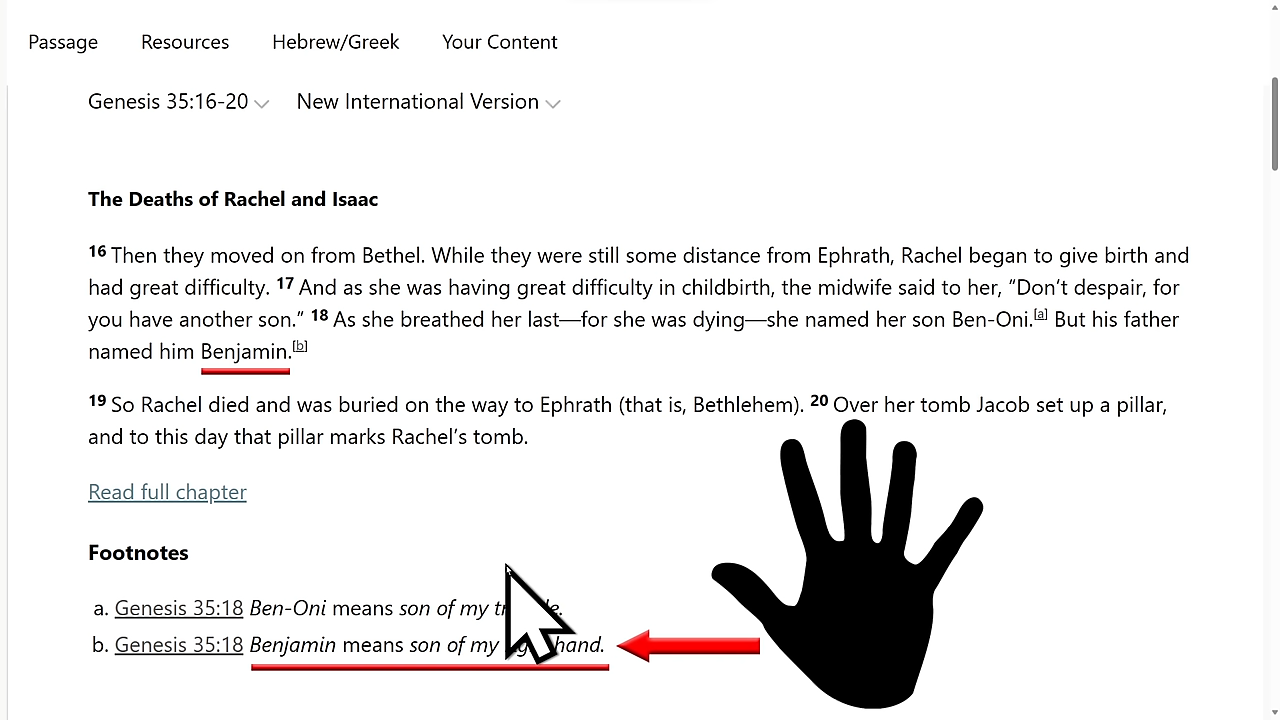 Passage Resources Hebrew/Greek Your Content
Genesis 35:16-20 New International Version
The Deaths of Rachel and Isaac
16 Then they moved on from Bethel. While they were still some distance from Ephrath, Rachel began to give birth and
had great difficulty. 17 And as she was having great difficulty in childbirth, the midwife said to her, “Don’t despair, for
you have another son.” 18 As she breathed her last—for she was dying—she named her son Ben-Oni.[a] But his father
named him Benjamin.[b]
19 So Rachel died and was buried on the way to Ephrath (that is, Bethlehem). 20 Over her tomb Jacob set up a pillar,
and to this day that pillar marks Rachel’s tomb.
Read full chapter
Footnotes
a. Genesis 35:18 Ben-Oni means son of my
b. Genesis 35:18 Benjamin means son of my hand.